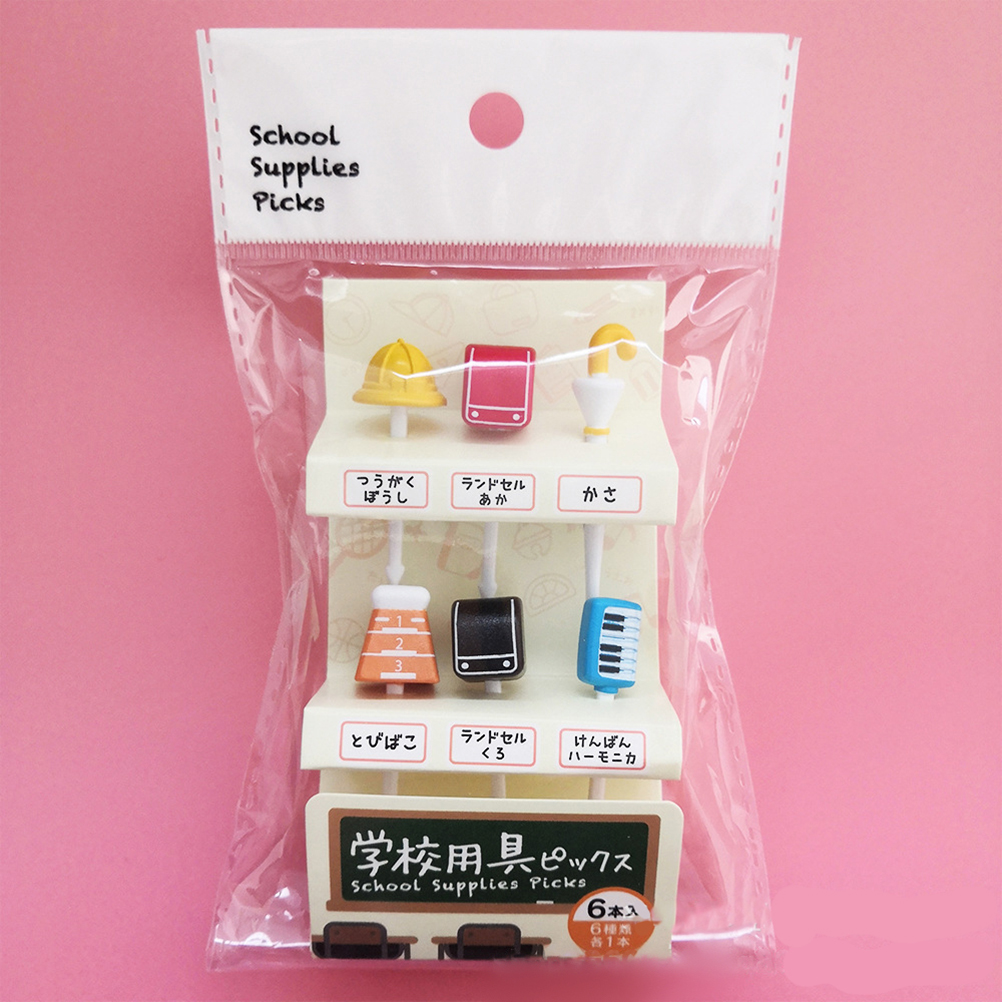 School
Supplies
Picks
つうがく
ぼうし
ランドセル
あか
かさ
1
2
3
とびばこ
ランドセル
くろ
けんばん
ハーモニカ
学校用具ピックス
School Supplies Picks
6本入
6種類
各1本